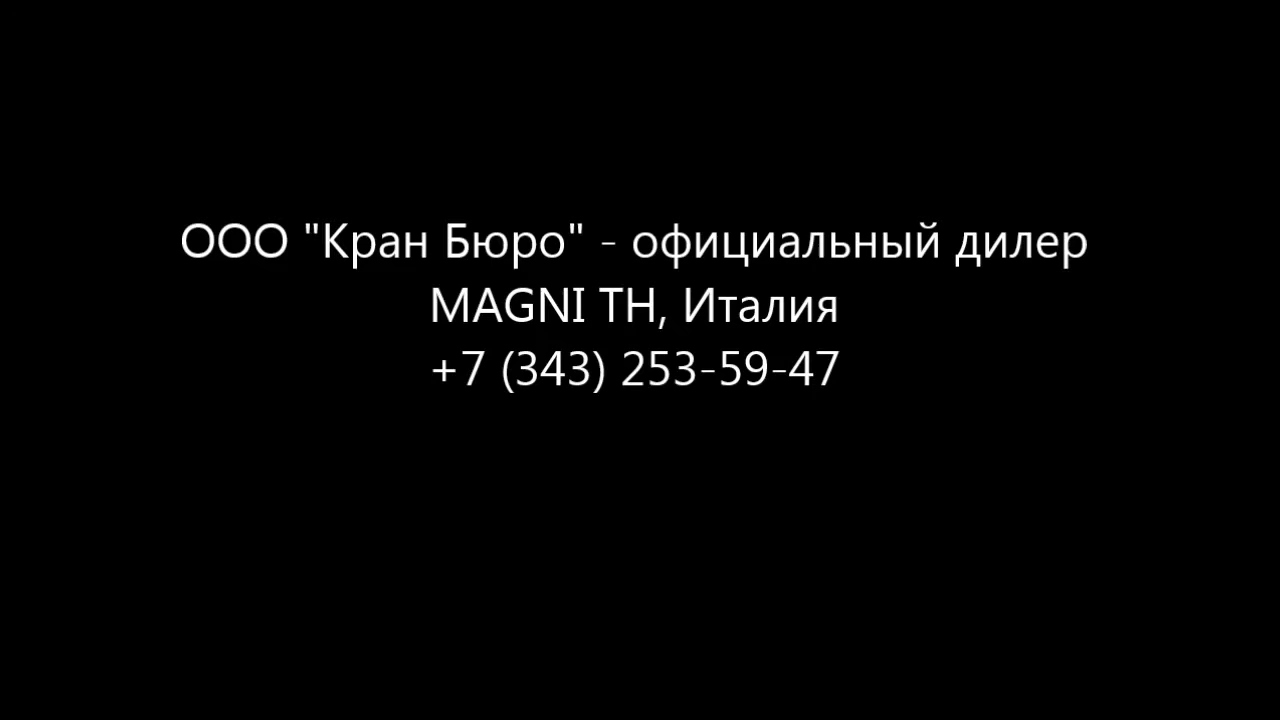 ООО "Кран Бюро" - официальный дилер
MAGNI TH, Италия
+7 (343) 253-59-47